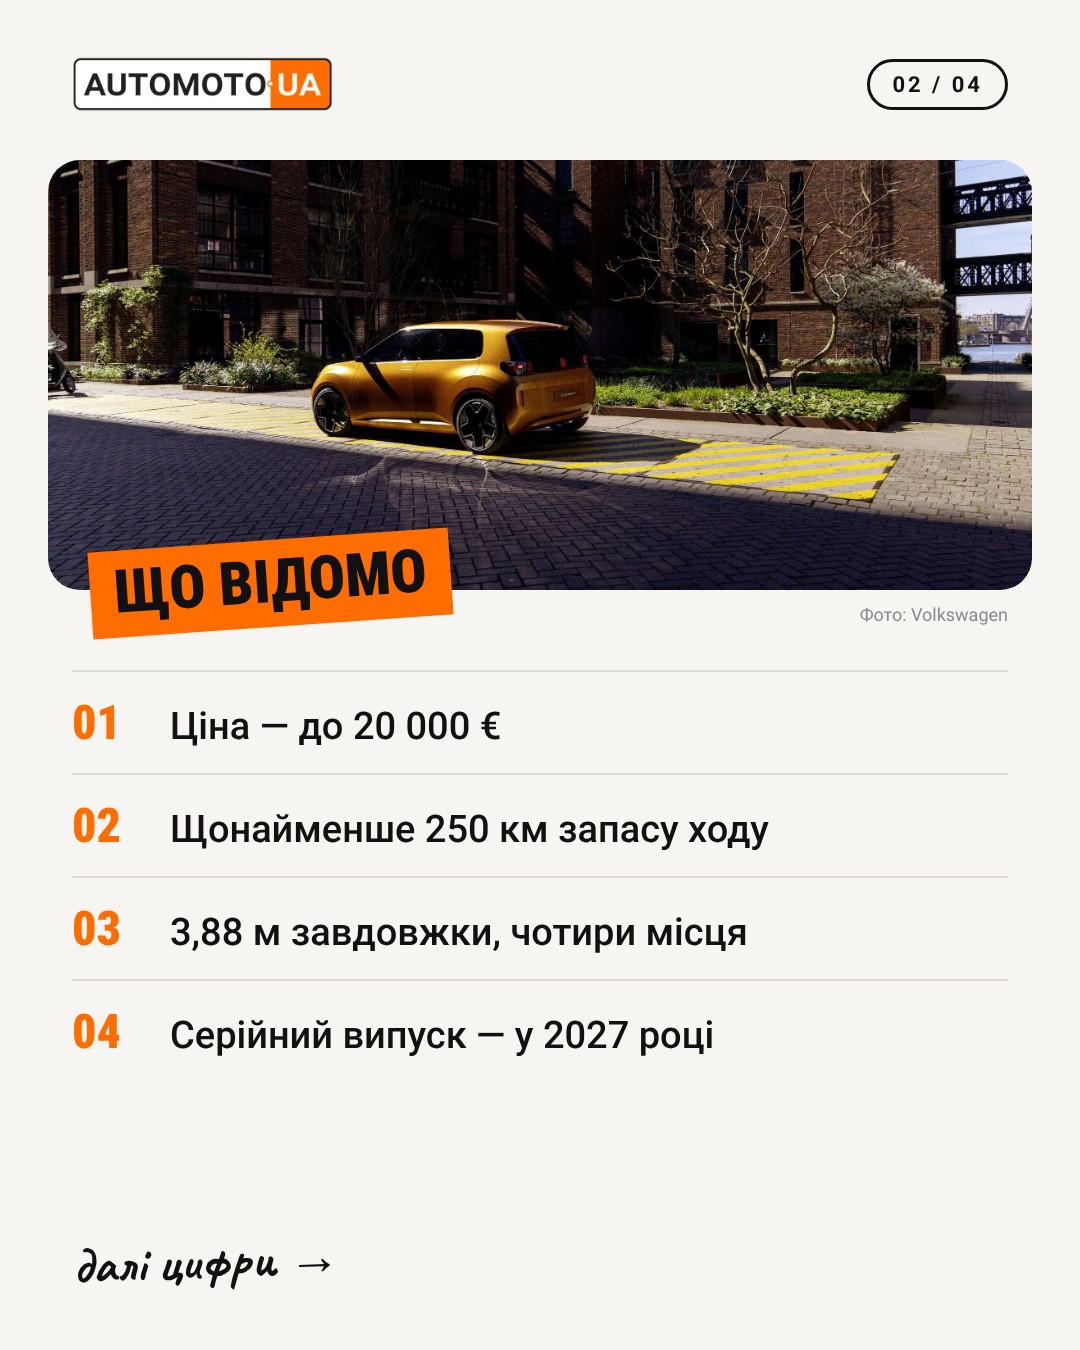 AUTOMOTO UA
02 / 04
ЩО ВІДОМО
Фото: Volkswagen
01 Ціна — до 20 000 €
02 Щонайменше 250 км запасу ходу
03 3,88 м завдовжки, чотири місця
04 Серійний випуск — у 2027 році
далі цифри →